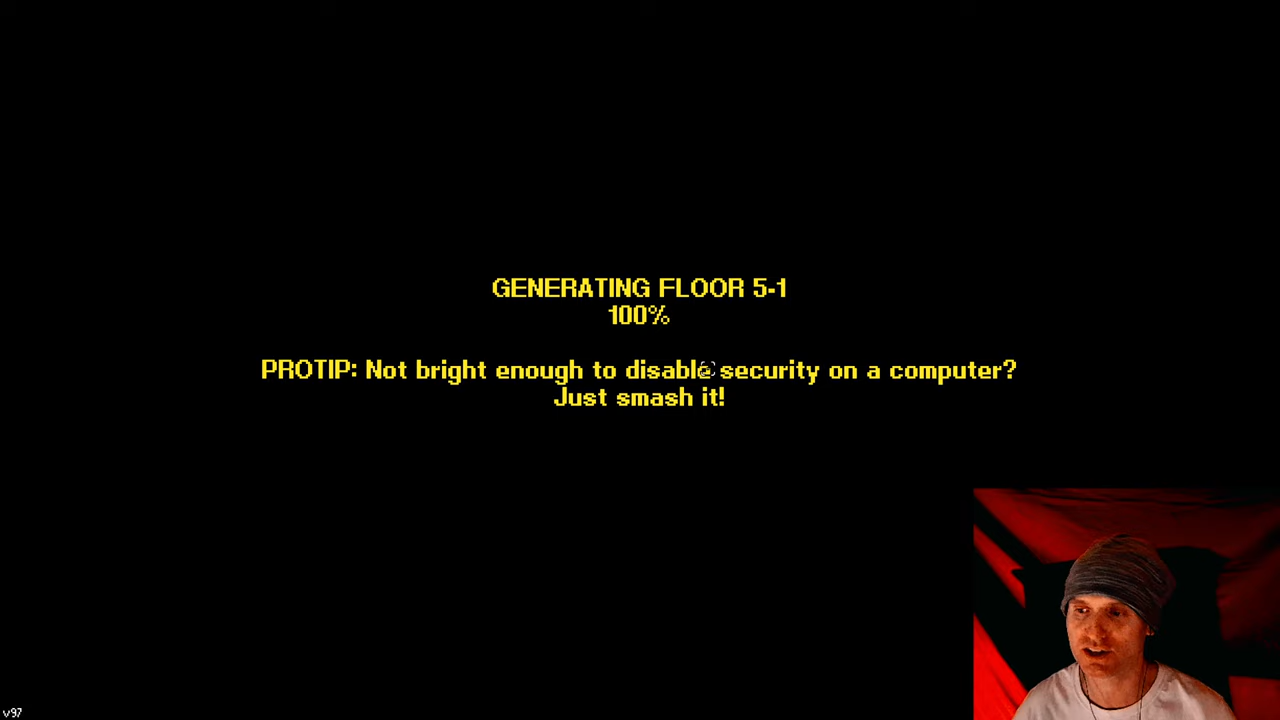 GENERATING FLOOR 5-1
100%
PROTIP: Not bright enough to disable security on a computer?
Just smash it!
v97